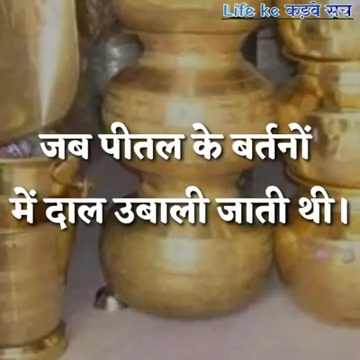 Life ke कड़वे सच
जब पीतल के बर्तनों
में दाल उबाली जाती थी।